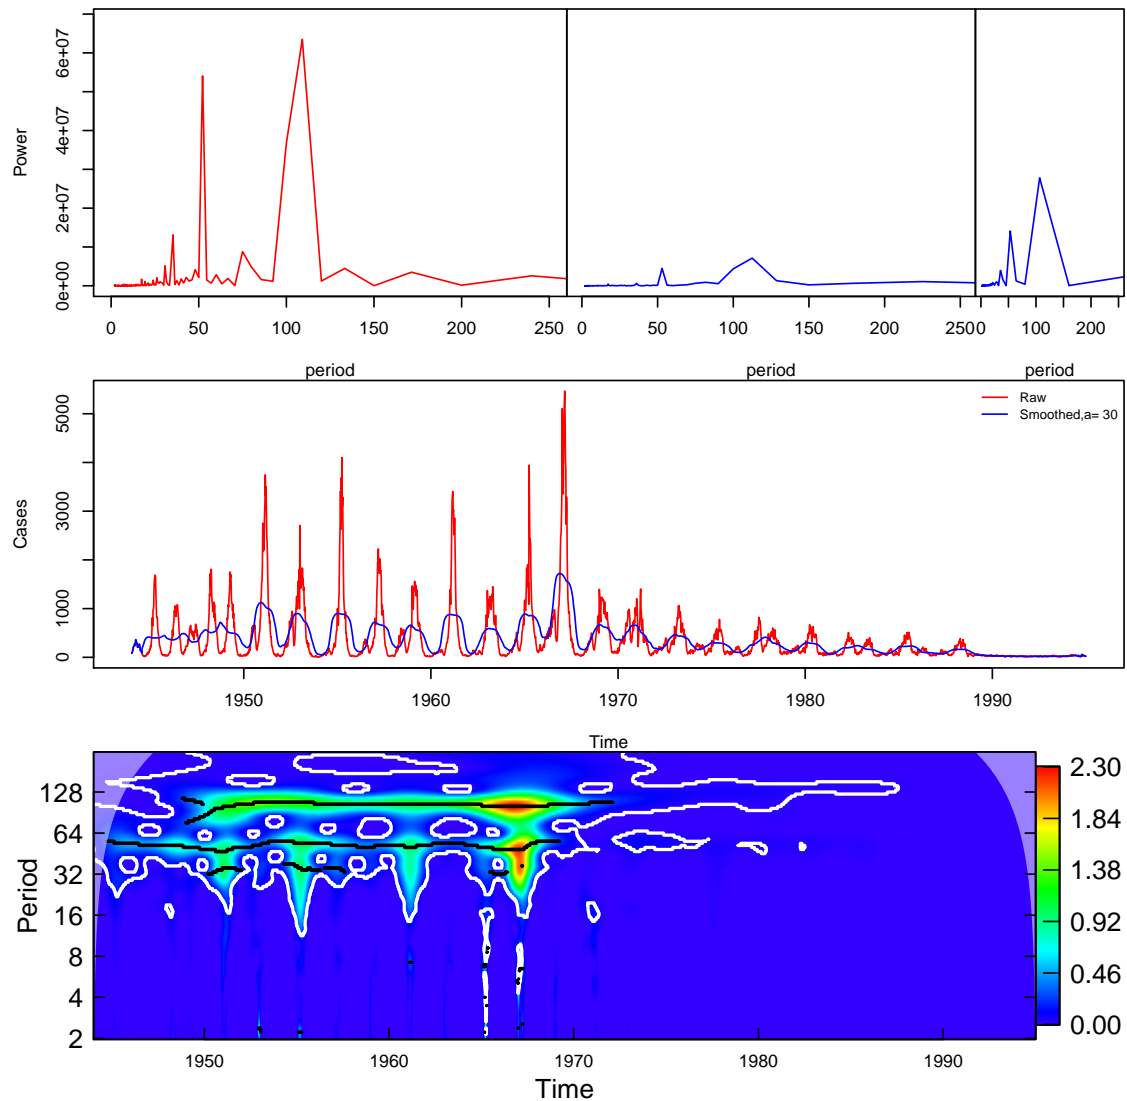 Power
6e+07
4e+07
2e+07
0e+00
0 50 100 150 200 250 0 50 100 150 200 250 0 100 200
period period period
Cases
5000
3000
1000
0
Raw
Smoothed,a= 30
1950 1960 1970 1980 1990
Time
Period
128
64
32
16
8
4
2
2.30
1.84
1.38
0.92
0.46
0.00
1950 1960 1970 1980 1990
Time